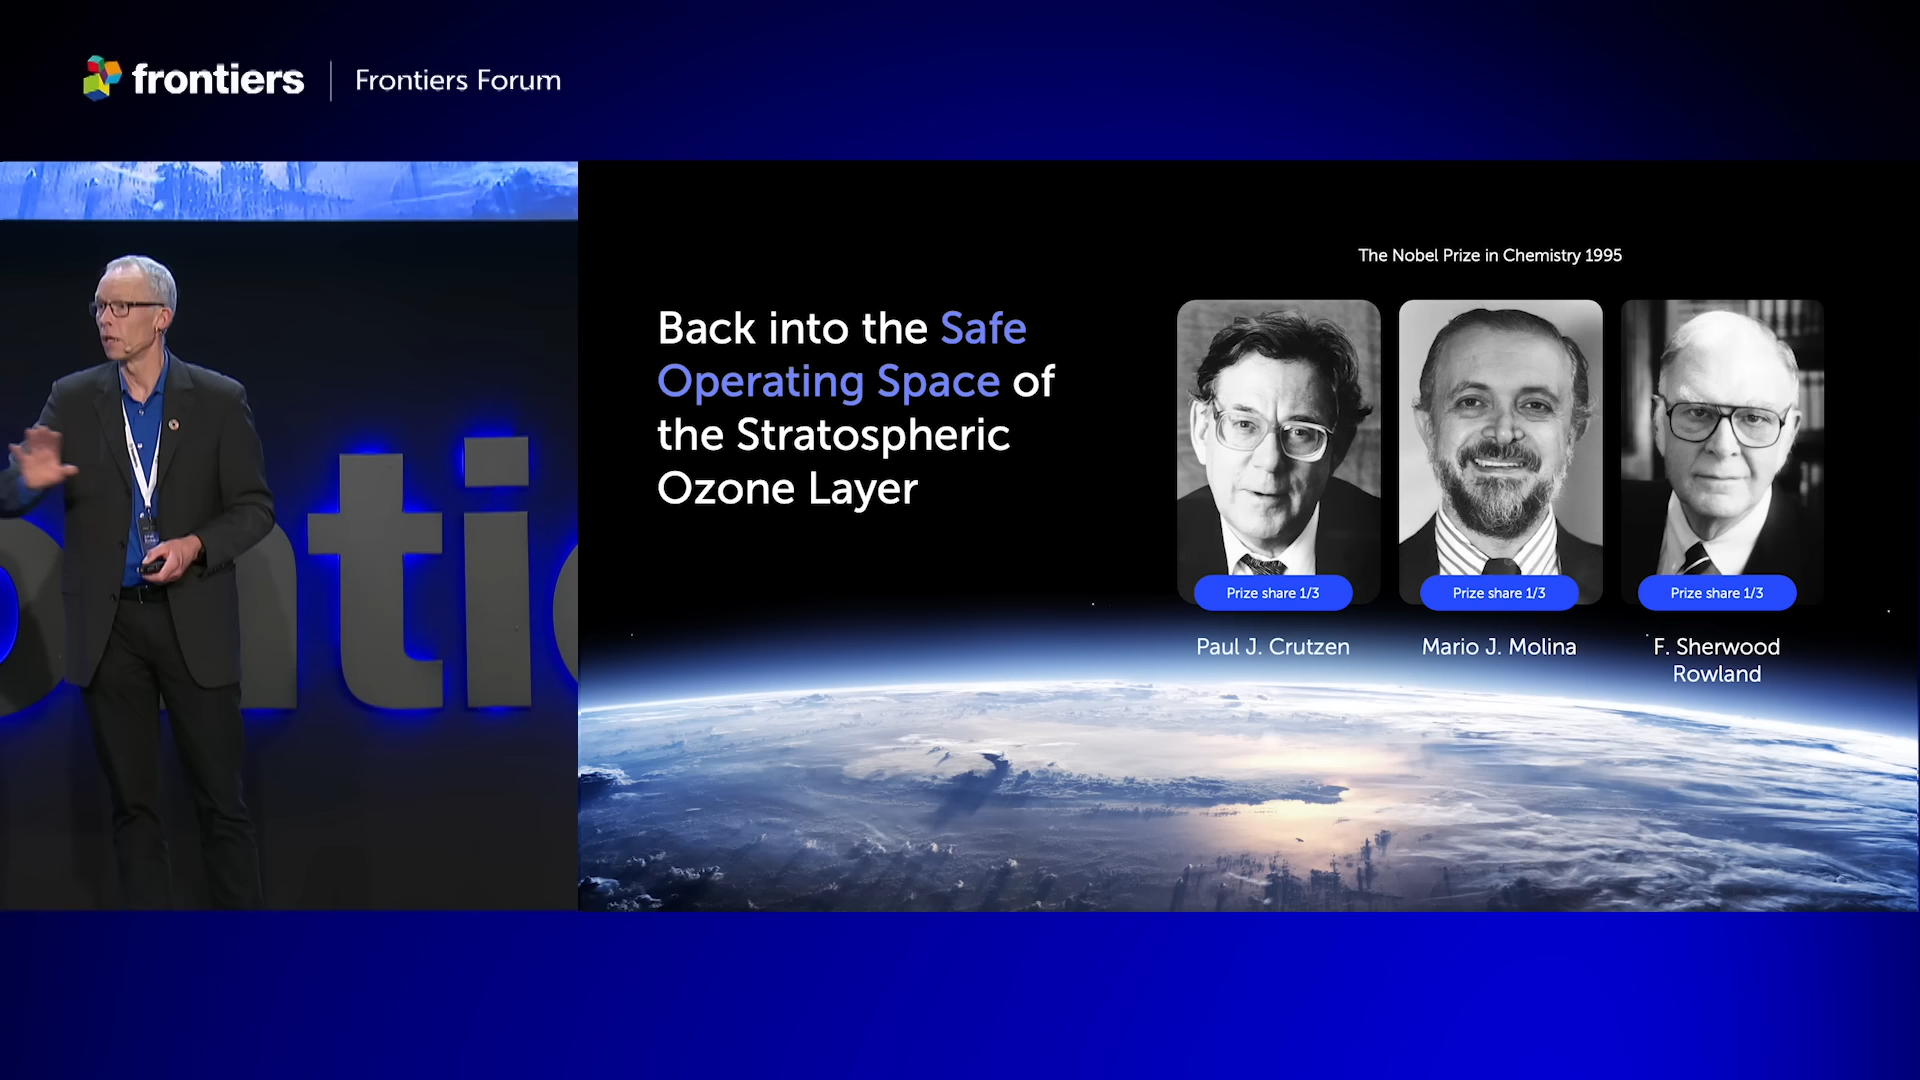 frontiers
Frontiers Forum
The Nobel Prize in Chemistry 1995
Back into the Safe
Operating Space of
the Stratospheric
Ozone Layer
Prize share 1/3
Prize share 1/3
Prize share 1/3
Paul J. Crutzen
Mario J. Molina
F. Sherwood
Rowland
ontie